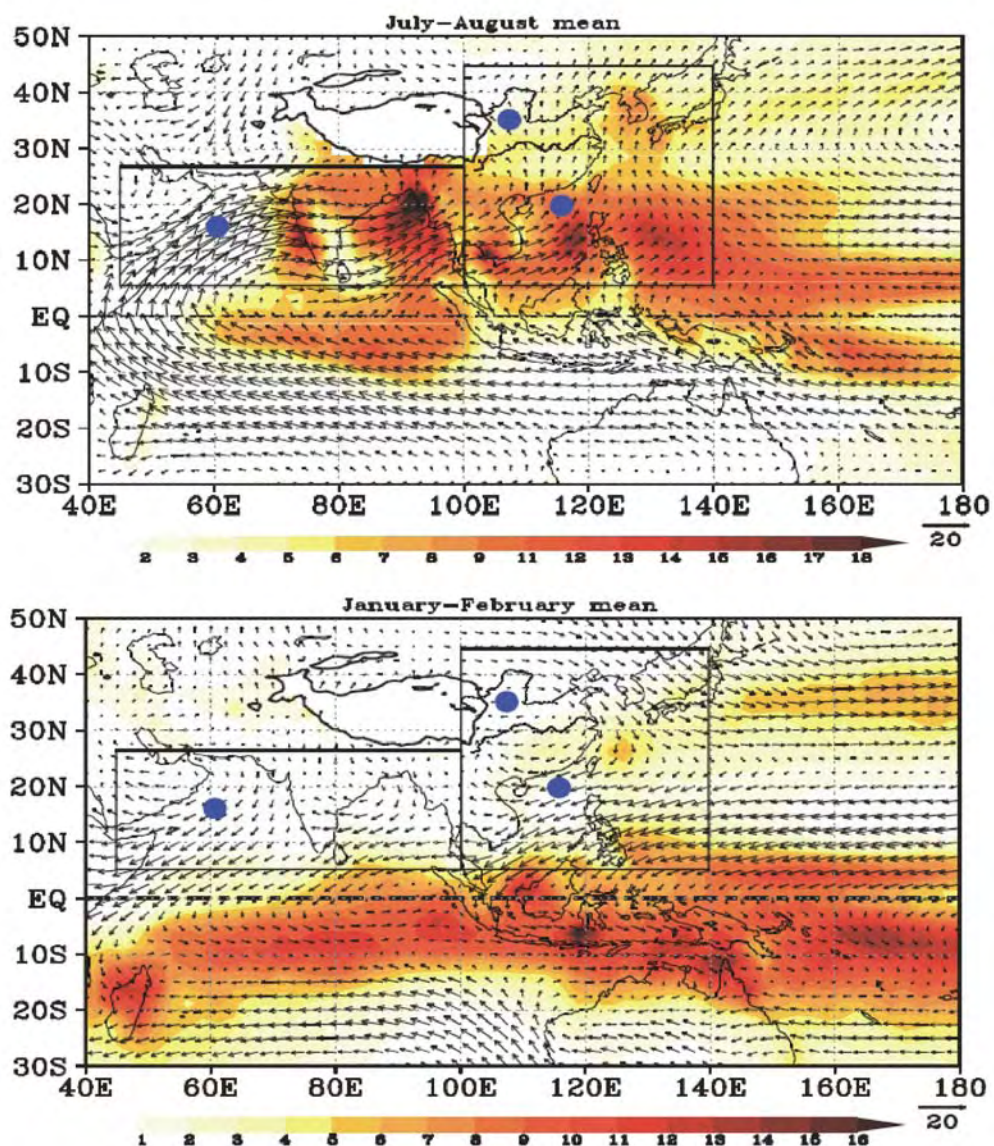 July-August mean
50N
40N
30N
20N
10N
EQ
10S
20S
30S
40E 60E 80E 100E 120E 140E 160E 180
20
2 3 4 5 6 7 8 9 11 12 13 14 15 16 17 18
January-February mean
50N
40N
30N
20N
10N
EQ
10S
20S
30S
40E 60E 80E 100E 120E 140E 160E 180
20
1 2 3 4 5 6 7 8 9 10 11 12 13 14 15 16